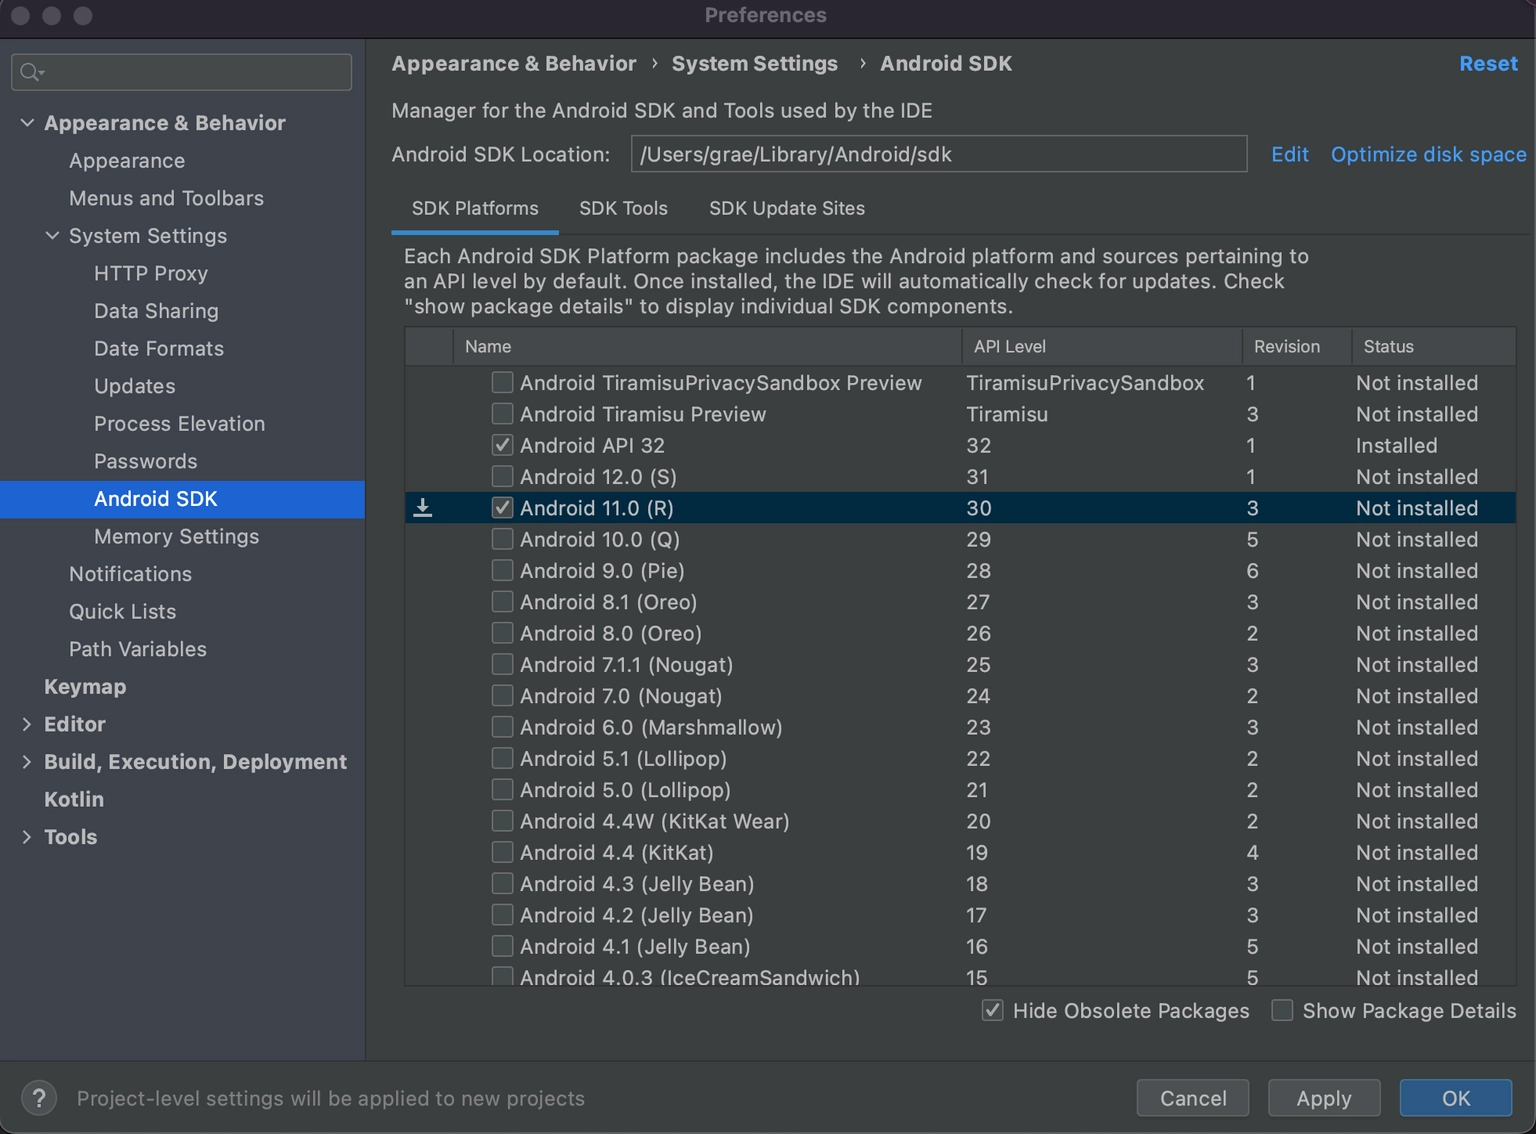 Preferences
Appearance & Behavior › System Settings › Android SDK
Reset
Manager for the Android SDK and Tools used by the IDE
Android SDK Location: /Users/grae/Library/Android/sdk Edit Optimize disk space
SDK Platforms SDK Tools SDK Update Sites
Each Android SDK Platform package includes the Android platform and sources pertaining to
an API level by default. Once installed, the IDE will automatically check for updates. Check
"show package details" to display individual SDK components.
Name API Level Revision Status
Android TiramisuPrivacySandbox Preview TiramisuPrivacySandbox 1 Not installed
Android Tiramisu Preview Tiramisu 3 Not installed
Android API 32 32 1 Installed
Android 12.0 (S) 31 1 Not installed
Android 11.0 (R) 30 3 Not installed
Android 10.0 (Q) 29 5 Not installed
Android 9.0 (Pie) 28 6 Not installed
Android 8.1 (Oreo) 27 3 Not installed
Android 8.0 (Oreo) 26 2 Not installed
Android 7.1.1 (Nougat) 25 3 Not installed
Android 7.0 (Nougat) 24 2 Not installed
Android 6.0 (Marshmallow) 23 3 Not installed
Android 5.1 (Lollipop) 22 2 Not installed
Android 5.0 (Lollipop) 21 2 Not installed
Android 4.4W (KitKat Wear) 20 2 Not installed
Android 4.4 (KitKat) 19 4 Not installed
Android 4.3 (Jelly Bean) 18 3 Not installed
Android 4.2 (Jelly Bean) 17 3 Not installed
Android 4.1 (Jelly Bean) 16 5 Not installed
Android 4.0.3 (IceCreamSandwich) 15 5 Not installed
Hide Obsolete Packages Show Package Details
Appearance & Behavior
Appearance
Menus and Toolbars
System Settings
HTTP Proxy
Data Sharing
Date Formats
Updates
Process Elevation
Passwords
Android SDK
Memory Settings
Notifications
Quick Lists
Path Variables
Keymap
Editor
Build, Execution, Deployment
Kotlin
Tools
? Project-level settings will be applied to new projects
Cancel Apply OK